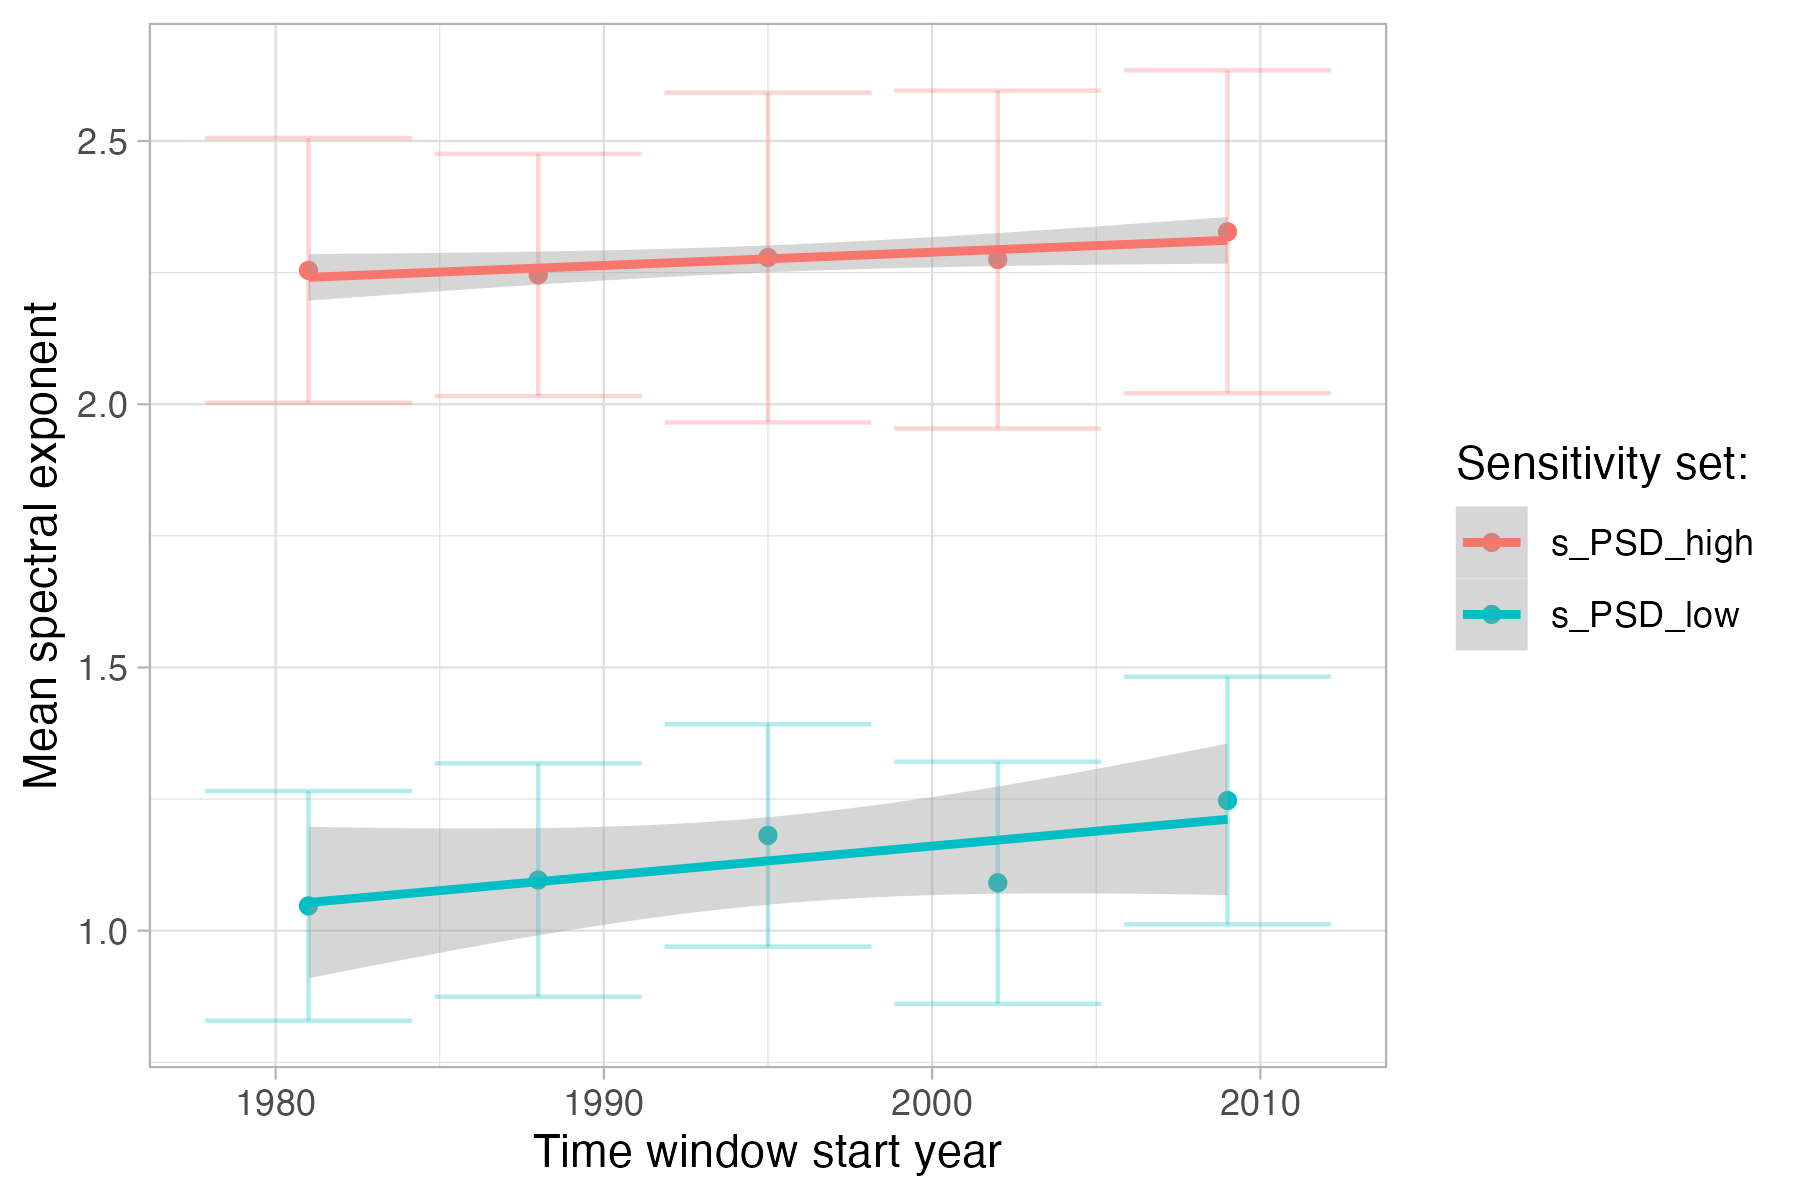 Mean spectral exponent
2.5
2.0
1.5
1.0
1980 1990 2000 2010
Time window start year
Sensitivity set:
s_PSD_high
s_PSD_low